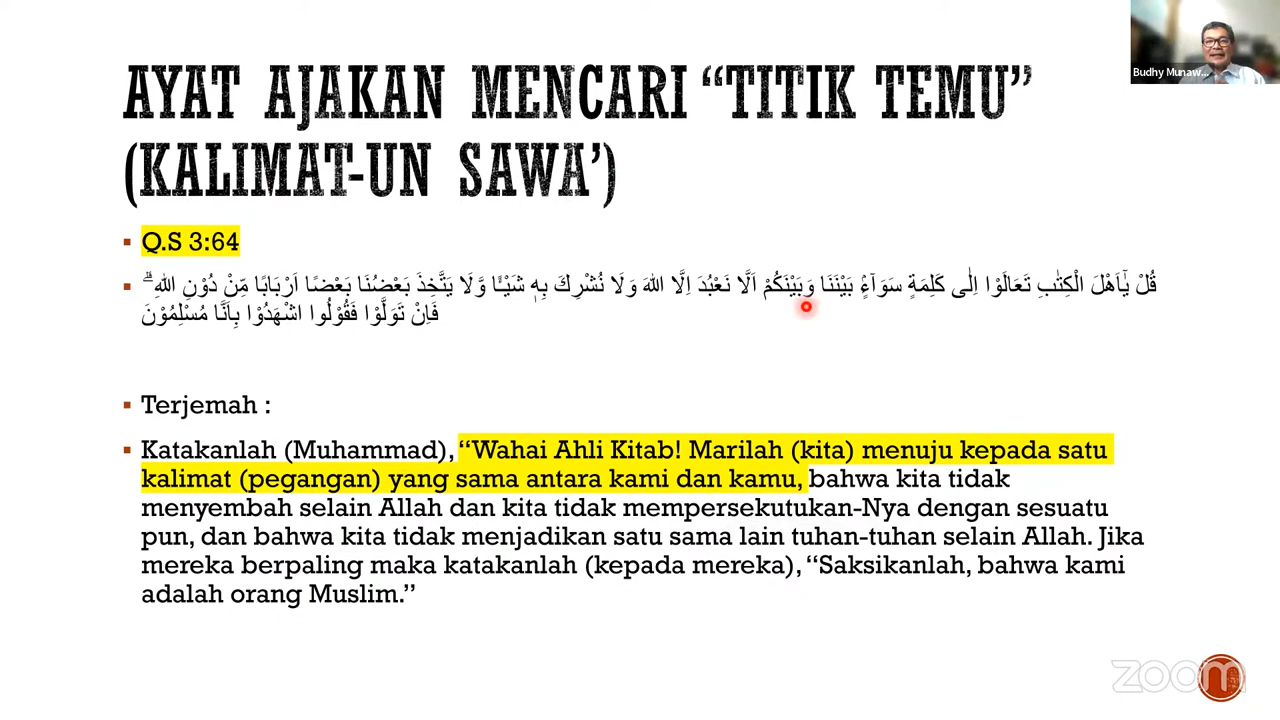 Budhy Munaw...
AYAT AJAKAN MENCARI “TITIK TEMU”
(KALIMAT-UN SAWA’)
Q.S 3:64
قُلْ يٰٓاَهْلَ الْكِتٰبِ تَعَالَوْا اِلٰى كَلِمَةٍ سَوَاۤءٍۢ بَيْنَنَا وَبَيْنَكُمْ اَلَّا نَعْبُدَ اِلَّا اللّٰهَ وَلَا نُشْرِكَ بِهٖ شَيْـًٔا وَّلَا يَتَّخِذَ بَعْضُنَا بَعْضًا اَرْبَابًا مِّنْ دُوْنِ اللّٰهِ ۗ
فَاِنْ تَوَلَّوْا فَقُوْلُوا اشْهَدُوْا بِاَنَّا مُسْلِمُوْنَ
Terjemah :
Katakanlah (Muhammad), “Wahai Ahli Kitab! Marilah (kita) menuju kepada satu
kalimat (pegangan) yang sama antara kami dan kamu, bahwa kita tidak
menyembah selain Allah dan kita tidak mempersekutukan-Nya dengan sesuatu
pun, dan bahwa kita tidak menjadikan satu sama lain tuhan-tuhan selain Allah. Jika
mereka berpaling maka katakanlah (kepada mereka), “Saksikanlah, bahwa kami
adalah orang Muslim.”
zoom